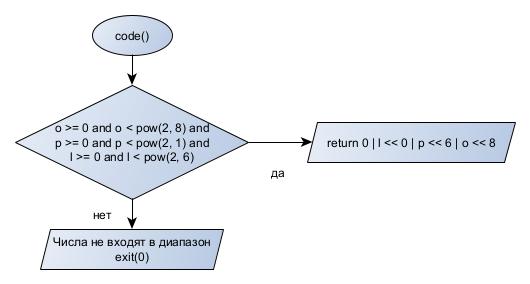 code()
o >= 0 and o < pow(2, 8) and
p >= 0 and p < pow(2, 1) and
l >= 0 and l < pow(2, 6)
return 0 | l << 0 | p << 6 | o << 8
да
нет
Числа не входят в диапазон
exit(0)